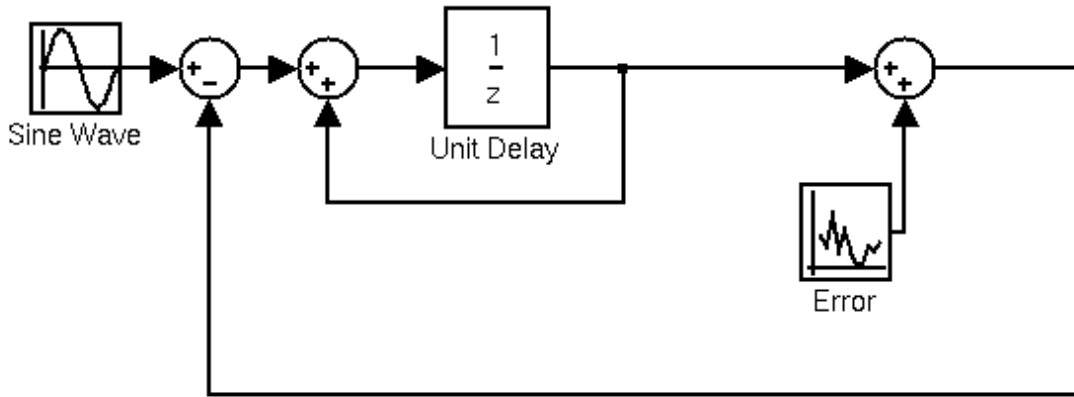 +
−
+
+
1
z
+
+
Sine Wave
Unit Delay
Error